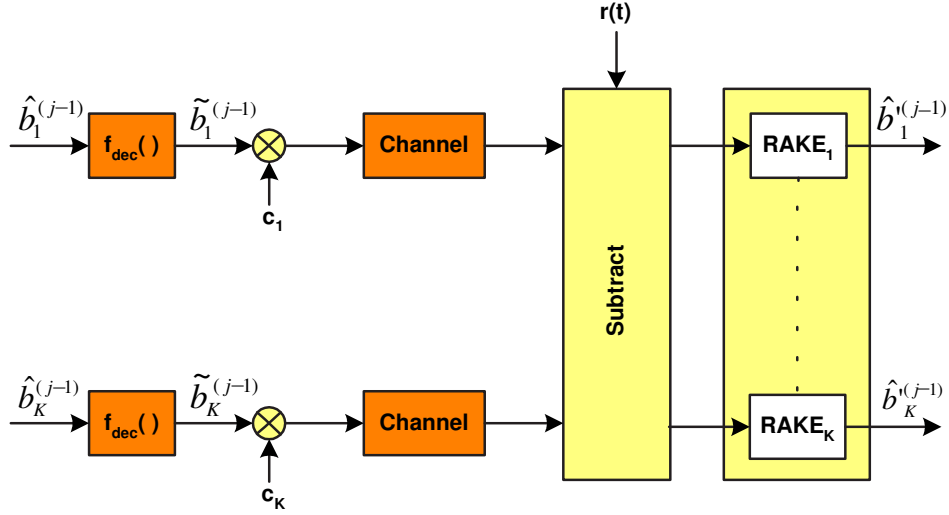 r(t)
b̂₁⁽ʲ⁻¹⁾ f_dec( ) b̃₁⁽ʲ⁻¹⁾ Channel RAKE₁ b̂'₁⁽ʲ⁻¹⁾
c₁
Subtract
b̂_K⁽ʲ⁻¹⁾ f_dec( ) b̃_K⁽ʲ⁻¹⁾ Channel RAKE_K b̂'_K⁽ʲ⁻¹⁾
c_K